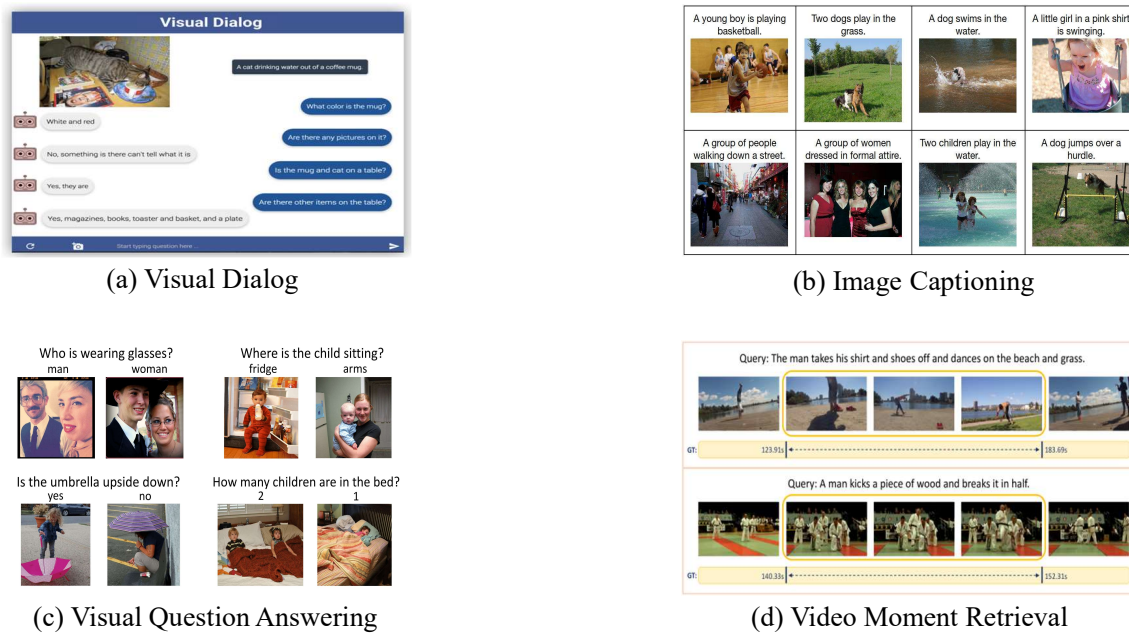 Visual Dialog
A cat drinking water out of a coffee mug.
What color is the mug?
White and red
Are there any pictures on it?
No, something is there can't tell what it is
Is the mug and cat on a table?
Yes, they are
Are there other items on the table?
Yes, magazines, books, toaster and basket, and a plate
Start typing question here ..
(a) Visual Dialog
A young boy is playing
basketball.
Two dogs play in the
grass.
A dog swims in the
water.
A little girl in a pink shirt
is swinging.
A group of people
walking down a street.
A group of women
dressed in formal attire.
Two children play in the
water.
A dog jumps over a
hurdle.
(b) Image Captioning
Who is wearing glasses?
man woman
Where is the child sitting?
fridge arms
Is the umbrella upside down?
yes no
How many children are in the bed?
2 1
(c) Visual Question Answering
Query: The man takes his shirt and shoes off and dances on the beach and grass.
GT: 123.91s 183.69s
Query: A man kicks a piece of wood and breaks it in half.
GT: 140.33s 152.31s
(d) Video Moment Retrieval